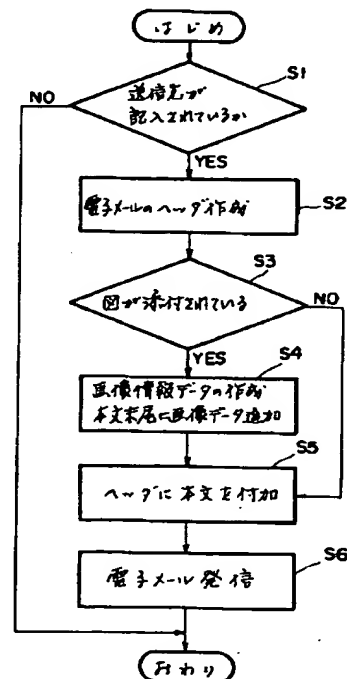 はじめ
S1
送信先が
記入されているか
NO
YES
S2
電子メールのヘッダ作成
S3
図が添付されている
NO
YES
S4
画像情報データの作成
本文末尾に画像データ追加
S5
ヘッダに本文を付加
S6
電子メール発信
おわり